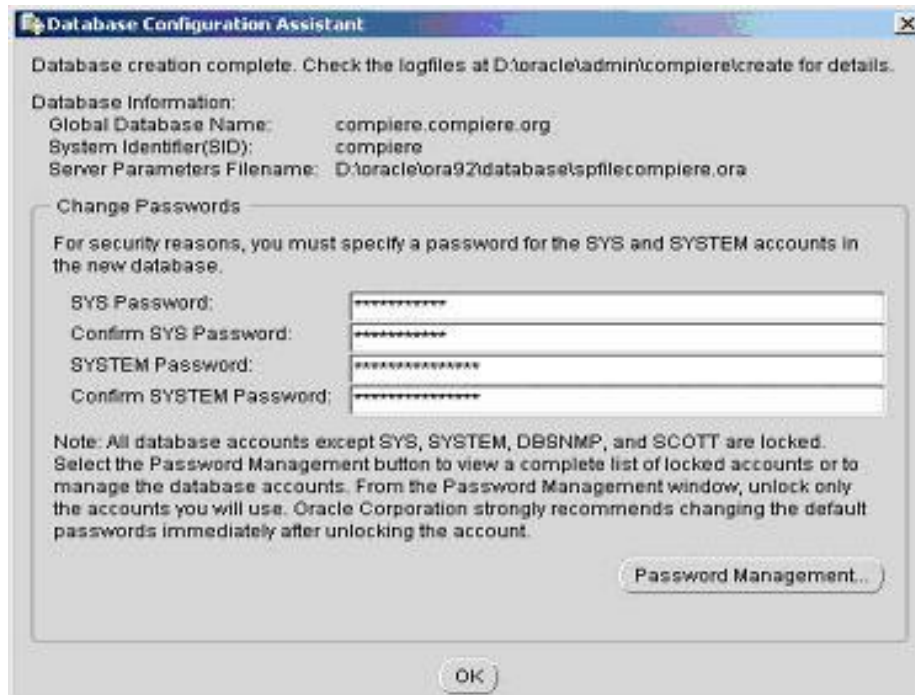 Database Configuration Assistant
Database creation complete. Check the logfiles at D:\oracle\admin\compiere\create for details.
Database Information:
Global Database Name: compiere.compiere.org
System Identifier(SID): compiere
Server Parameters Filename: D:\oracle\ora92\database\spfilecompiere.ora
Change Passwords
For security reasons, you must specify a password for the SYS and SYSTEM accounts in
the new database.
SYS Password: ***********
Confirm SYS Password: ***********
SYSTEM Password: ***************
Confirm SYSTEM Password: ***************
Note: All database accounts except SYS, SYSTEM, DBSNMP, and SCOTT are locked.
Select the Password Management button to view a complete list of locked accounts or to
manage the database accounts. From the Password Management window, unlock only
the accounts you will use. Oracle Corporation strongly recommends changing the default
passwords immediately after unlocking the account.
Password Management...
OK